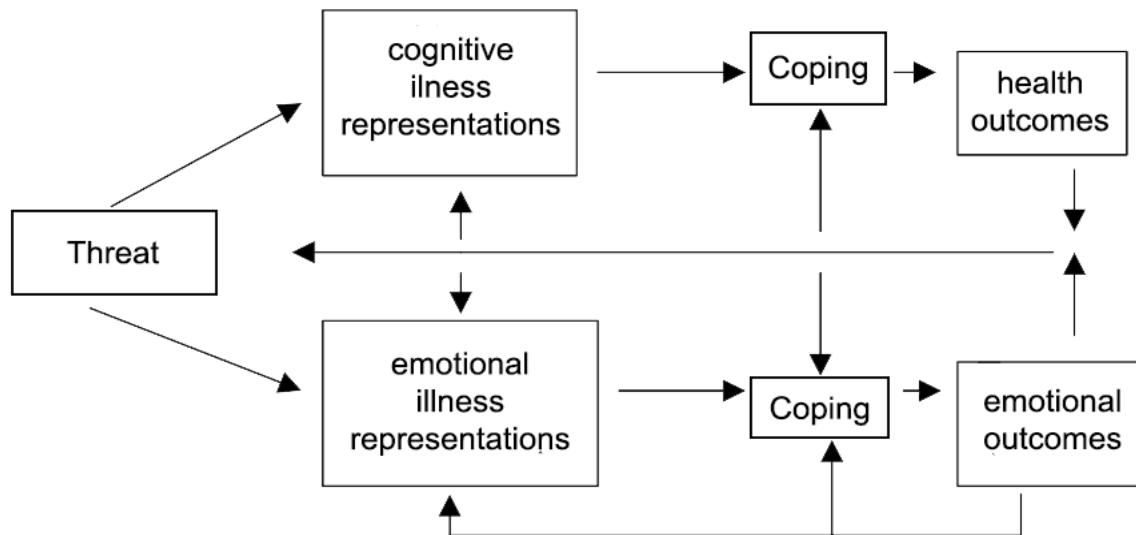 cognitive
ilness
representations
Coping
health
outcomes
Threat
emotional
illness
representations
Coping
emotional
outcomes